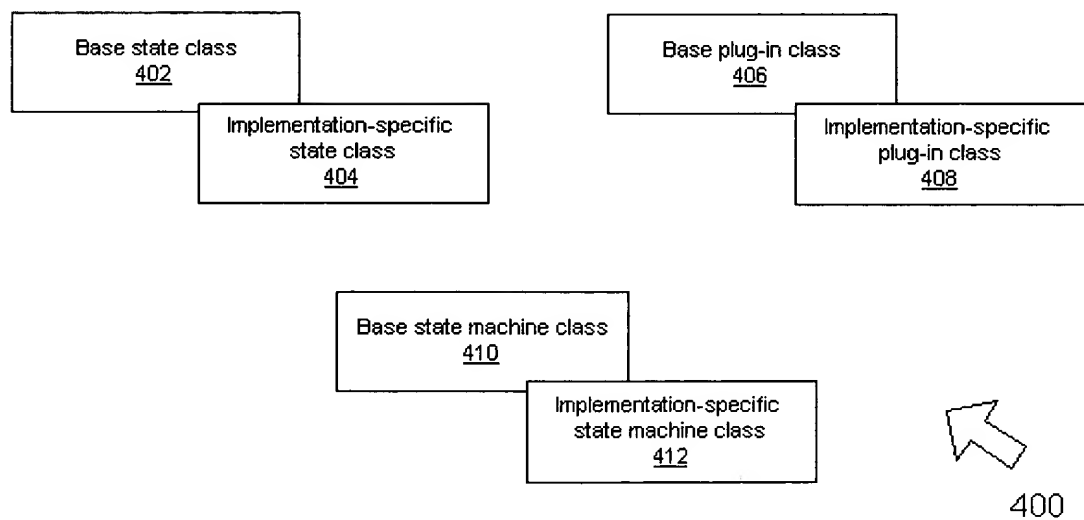 Base state class
402
Implementation-specific
state class
404
Base plug-in class
406
Implementation-specific
plug-in class
408
Base state machine class
410
Implementation-specific
state machine class
412
400